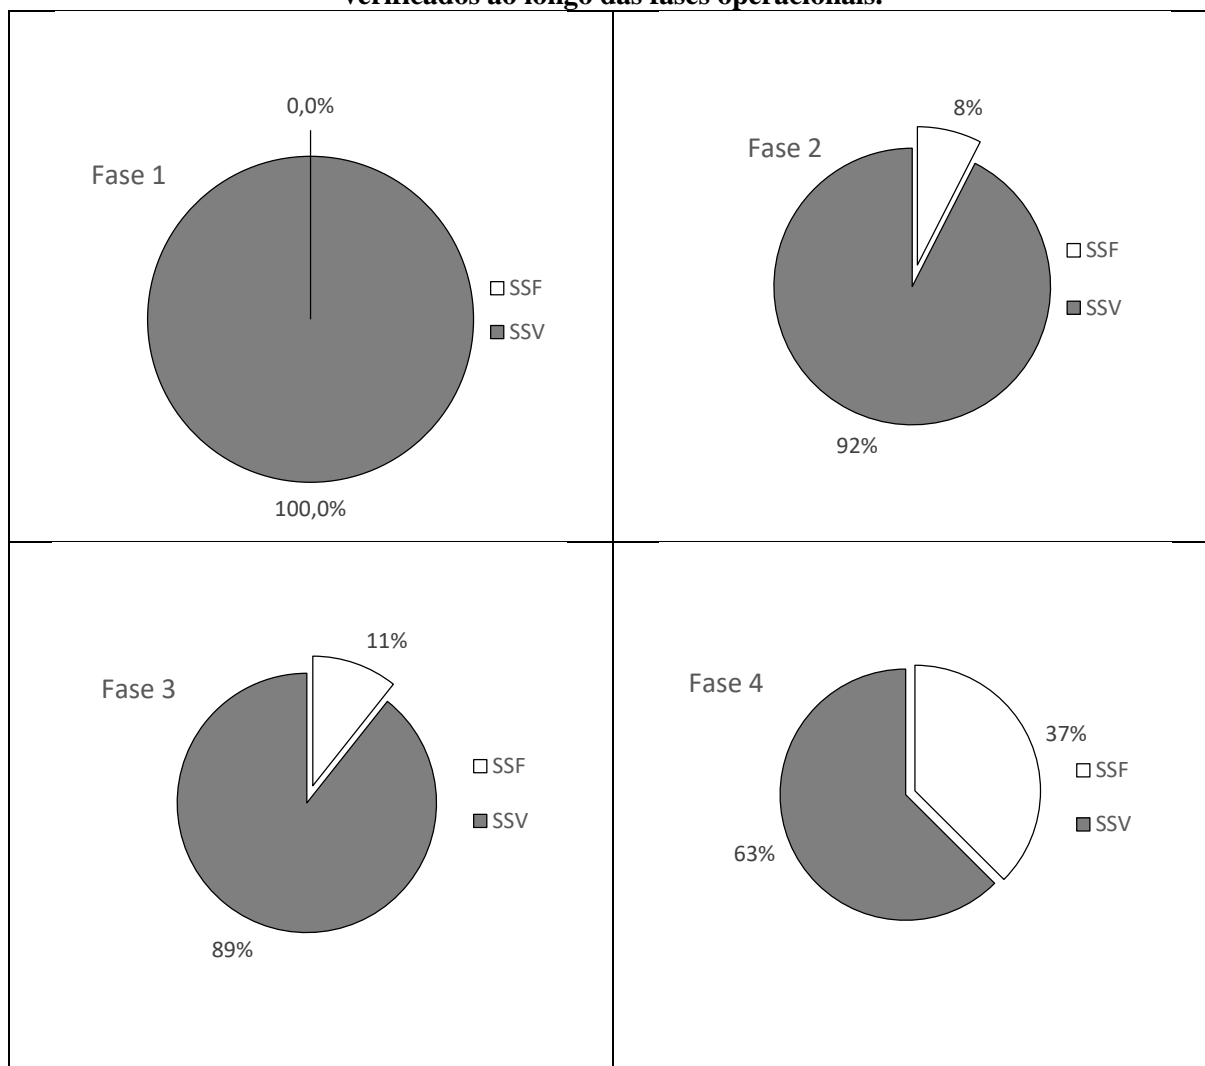 verificados ao longo das fases operacionais.
0,0%
Fase 1
SSF
SSV
100,0%
8%
Fase 2
SSF
SSV
92%
11%
Fase 3
SSF
SSV
89%
Fase 4
37%
SSF
SSV
63%